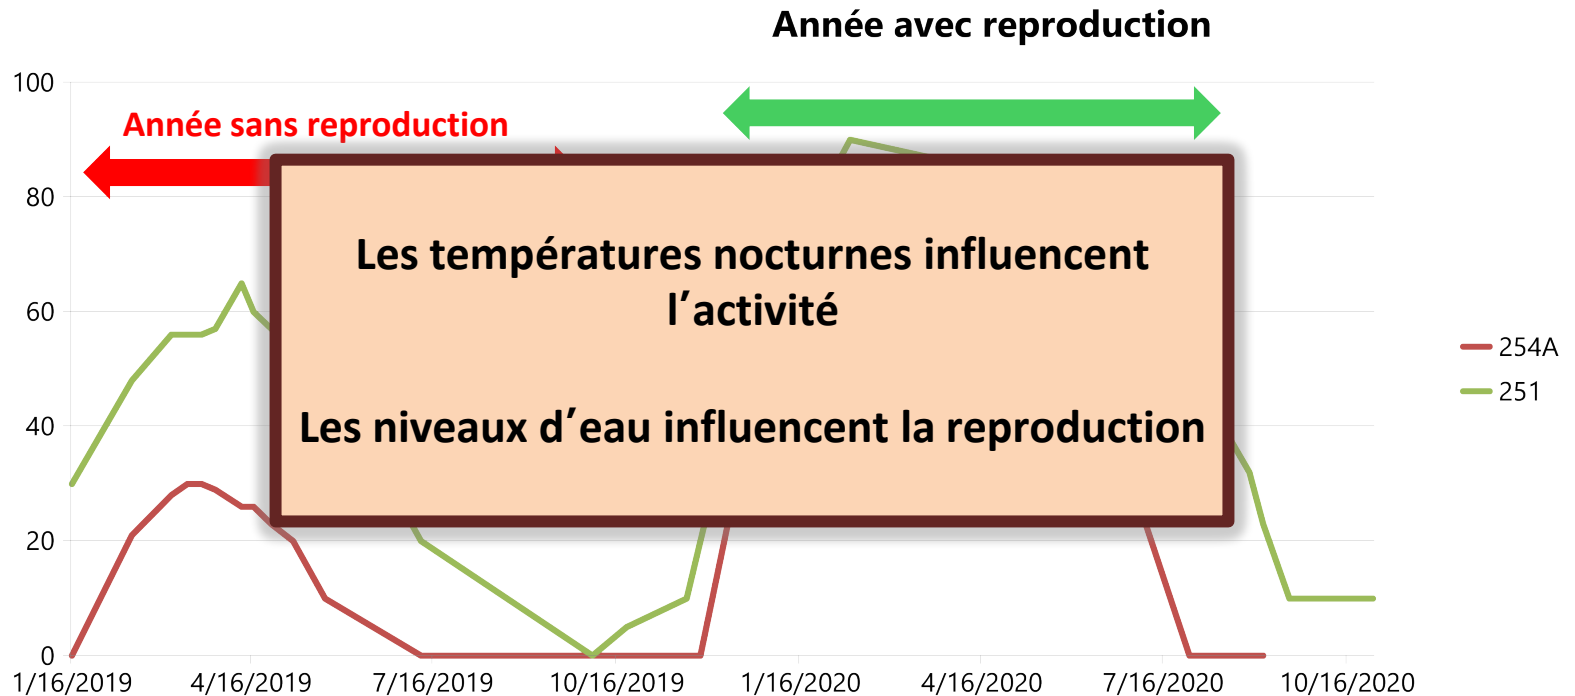 Année avec reproduction
100
Année sans reproduction
80
Les températures nocturnes influencent
l’activité
60
254A
251
40
Les niveaux d’eau influencent la reproduction
20
0
1/16/2019 4/16/2019 7/16/2019 10/16/2019 1/16/2020 4/16/2020 7/16/2020 10/16/2020